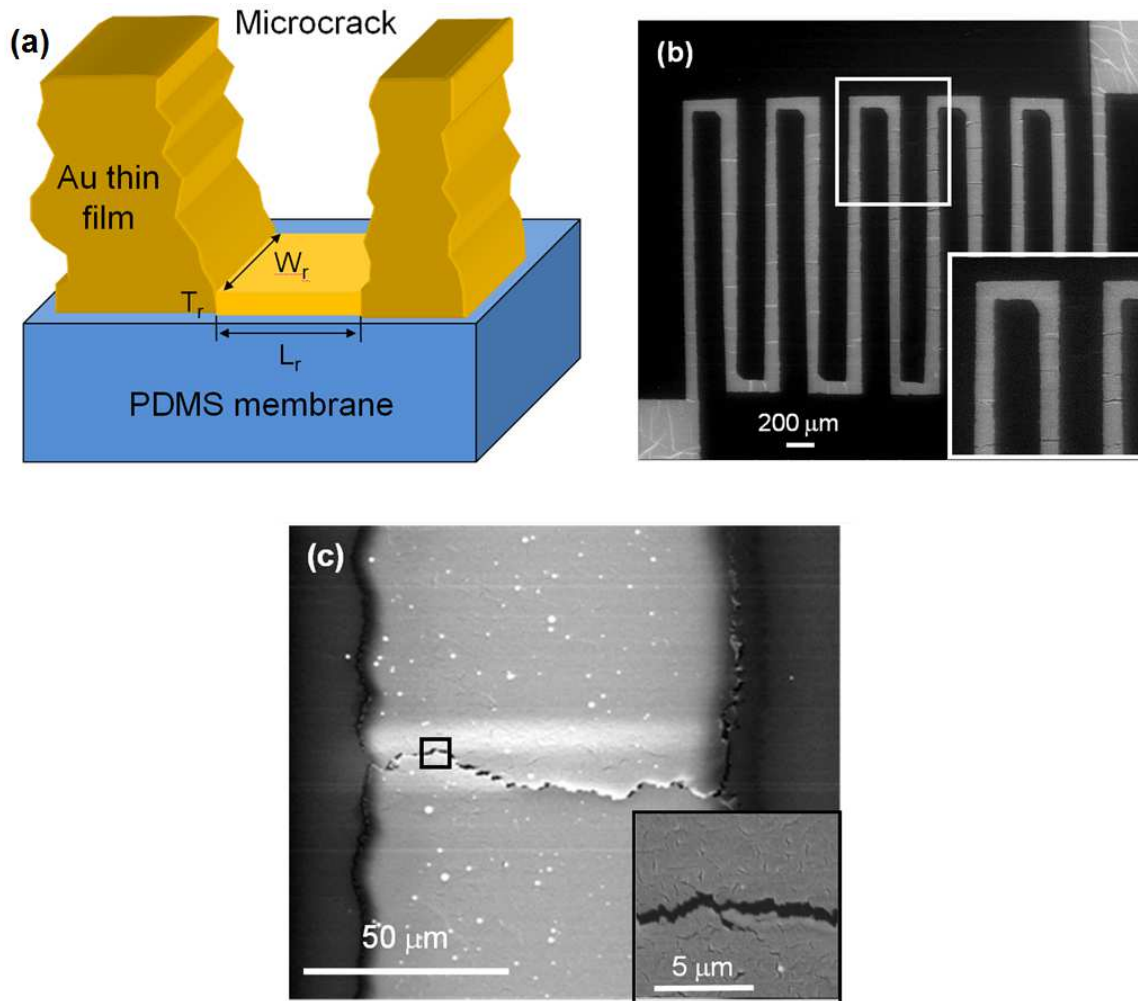 (a)
Microcrack
Au thin
film
W_r
T_r
L_r
PDMS membrane
(b)
200 μm
(c)
50 μm
5 μm